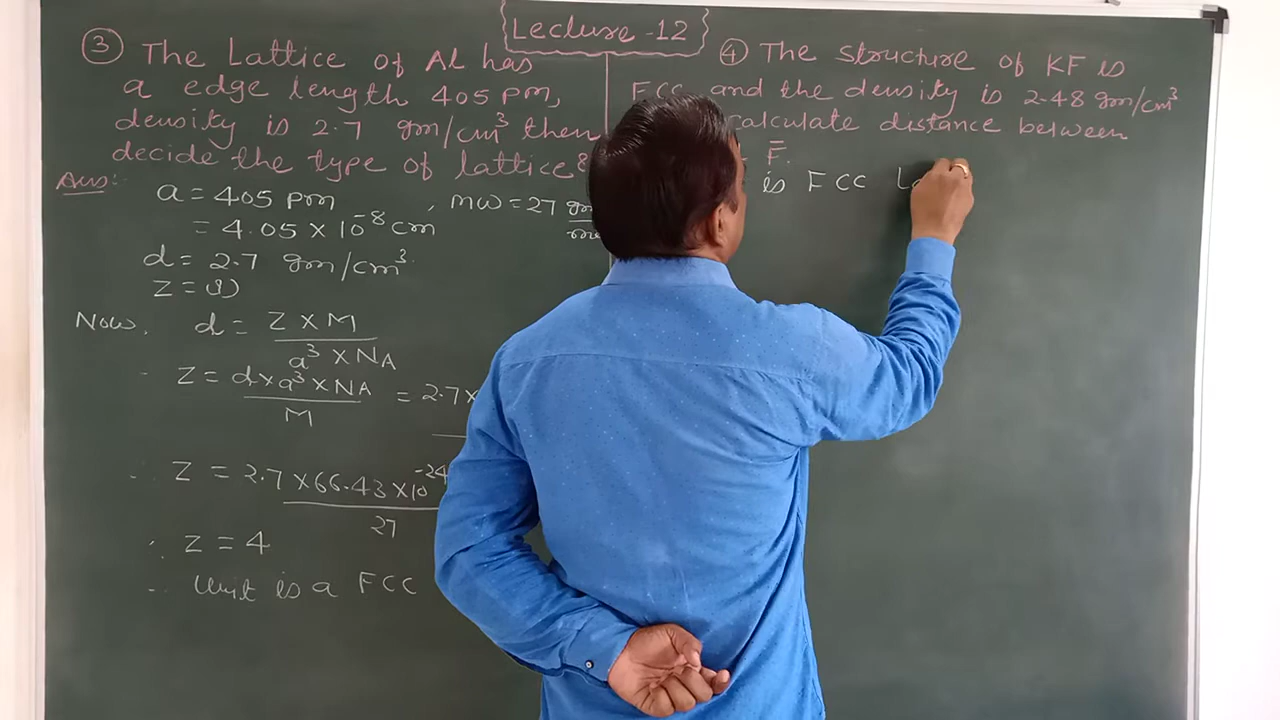 Lecture -12
③ The Lattice of Al has
a edge length 405 pm,
density is 2.7 gm/cm³ then
decide the type of lattice?
Ans:
a = 405 pm
= 4.05 × 10⁻⁸ cm
, mw = 27
d = 2.7 gm/cm³
Z = (?)
Now, d = Z × M / a³ × NA
Z = d × a³ × NA / M = 2.7 ×
∴ Z = 2.7 × 66.43 × 10⁻²⁴ / 27
∴ Z = 4
∴ Unit is a FCC
④ The structure of KF is
FCC and the density is 2.48 gm/cm³
calculate distance between
F̄.
is FCC